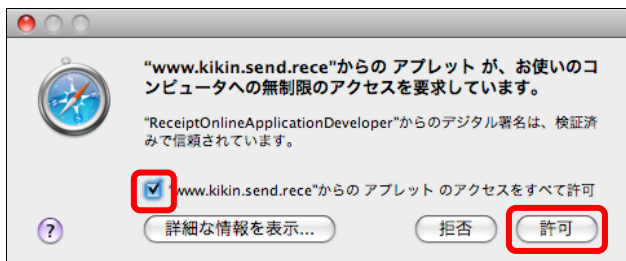 “www.kikin.send.rece”からの アプレット が、お使いのコ
ンピュータへの無制限のアクセスを要求しています。
“ReceiptOnlineApplicationDeveloper”からのデジタル署名は、検証済
みで信頼されています。
“www.kikin.send.rece”からの アプレット のアクセスをすべて許可
?
詳細な情報を表示...
拒否
許可